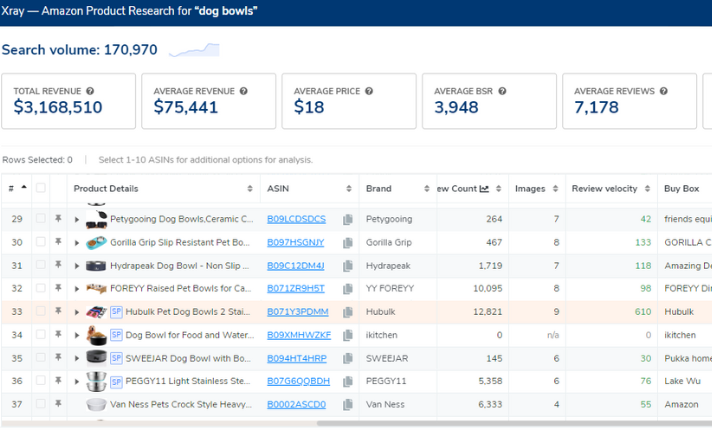 Xray — Amazon Product Research for “dog bowls”
Search volume: 170,970
TOTAL REVENUE
$3,168,510
AVERAGE REVENUE
$75,441
AVERAGE PRICE
$18
AVERAGE BSR
3,948
AVERAGE REVIEWS
7,178
Rows Selected: 0 | Select 1-10 ASINs for additional options for analysis.
# Product Details ASIN Brand ew Count Images Review velocity Buy Box
29 Petygooing Dog Bowls,Ceramic C... B09LCDSDCS Petygooing 264 7 42 friends equi
30 Gorilla Grip Slip Resistant Pet Bo... B097HSGNJY Gorilla Grip 467 8 133 GORILLA C
31 Hydrapeak Dog Bowl - Non Slip ... B09C12DM4J Hydrapeak 1,719 7 118 Amazing De
32 FOREYY Raised Pet Bowls for Ca... B071ZR9H5T YY FOREYY 10,095 8 98 FOREYY Dir
33 SP Hubulk Pet Dog Bowls 2 Stai... B071Y3PDMM Hubulk 12,821 9 610 Hubulk
34 SP Dog Bowl for Food and Water... B09XMHWZKF ikitchen 0 n/a 0 ikitchen
35 SP SWEEJAR Dog Bowl with Bo... B094HT4HRP SWEEJAR 145 6 30 Pukka home
36 SP PEGGY11 Light Stainless Ste... B07G6QQBDH PEGGY11 5,358 6 76 Lake Wu
37 Van Ness Pets Crock Style Heavy... B0002ASCD0 Van Ness 6,333 4 55 Amazon